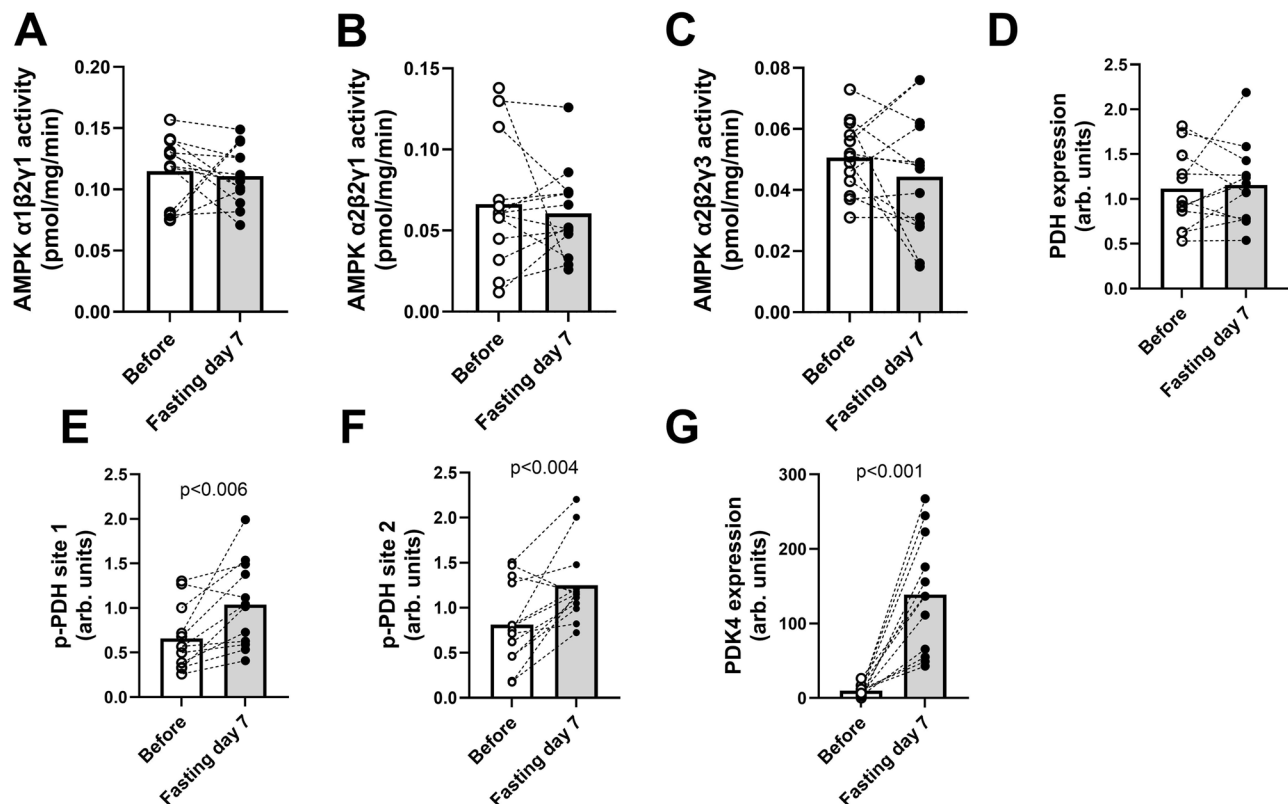 A
AMPK α1β2γ1 activity
(pmol/mg/min)
0.20
0.15
0.10
0.05
0.00
Before
Fasting day 7
B
AMPK α2β2γ1 activity
(pmol/mg/min)
0.15
0.10
0.05
0.00
Before
Fasting day 7
C
AMPK α2β2γ3 activity
(pmol/mg/min)
0.08
0.06
0.04
0.02
0.00
Before
Fasting day 7
D
PDH expression
(arb. units)
2.5
2.0
1.5
1.0
0.5
0.0
Before
Fasting day 7
E
p-PDH site 1
(arb. units)
2.5
2.0
1.5
1.0
0.5
0.0
p<0.006
Before
Fasting day 7
F
p-PDH site 2
(arb. units)
2.5
2.0
1.5
1.0
0.5
0.0
p<0.004
Before
Fasting day 7
G
PDK4 expression
(arb. units)
300
200
100
0
p<0.001
Before
Fasting day 7